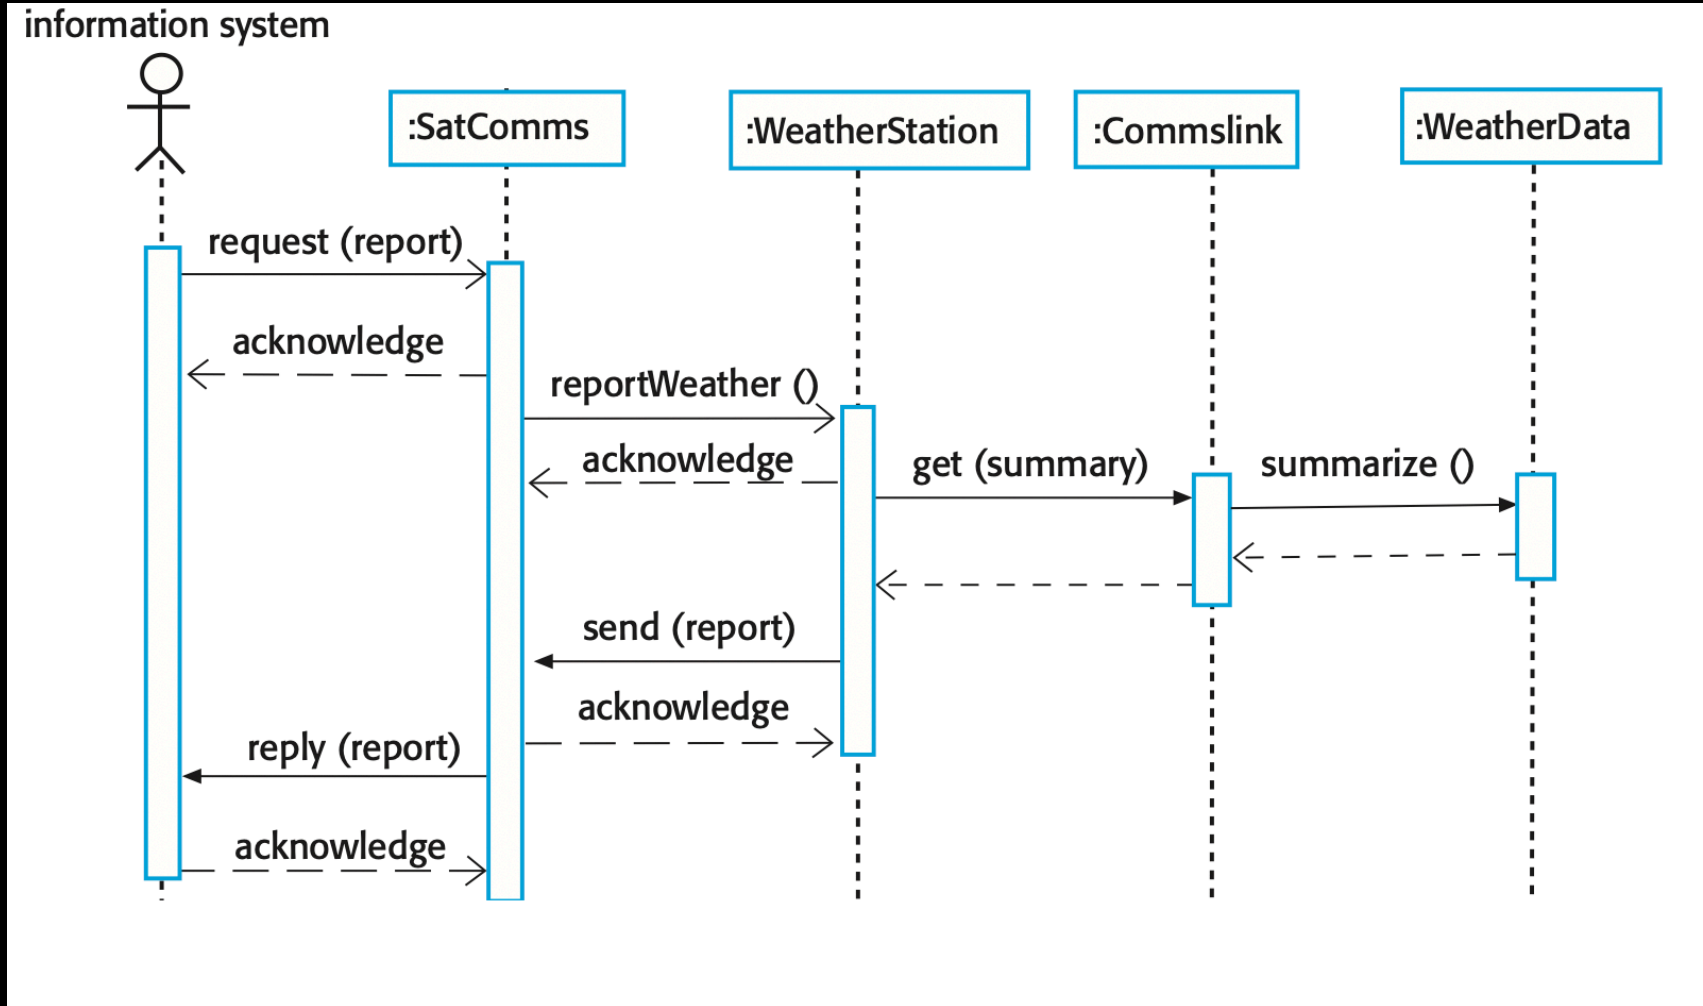 information system
:SatComms
:WeatherStation
:Commslink
:WeatherData
request (report)
acknowledge
reportWeather ()
acknowledge
get (summary)
summarize ()
send (report)
acknowledge
reply (report)
acknowledge